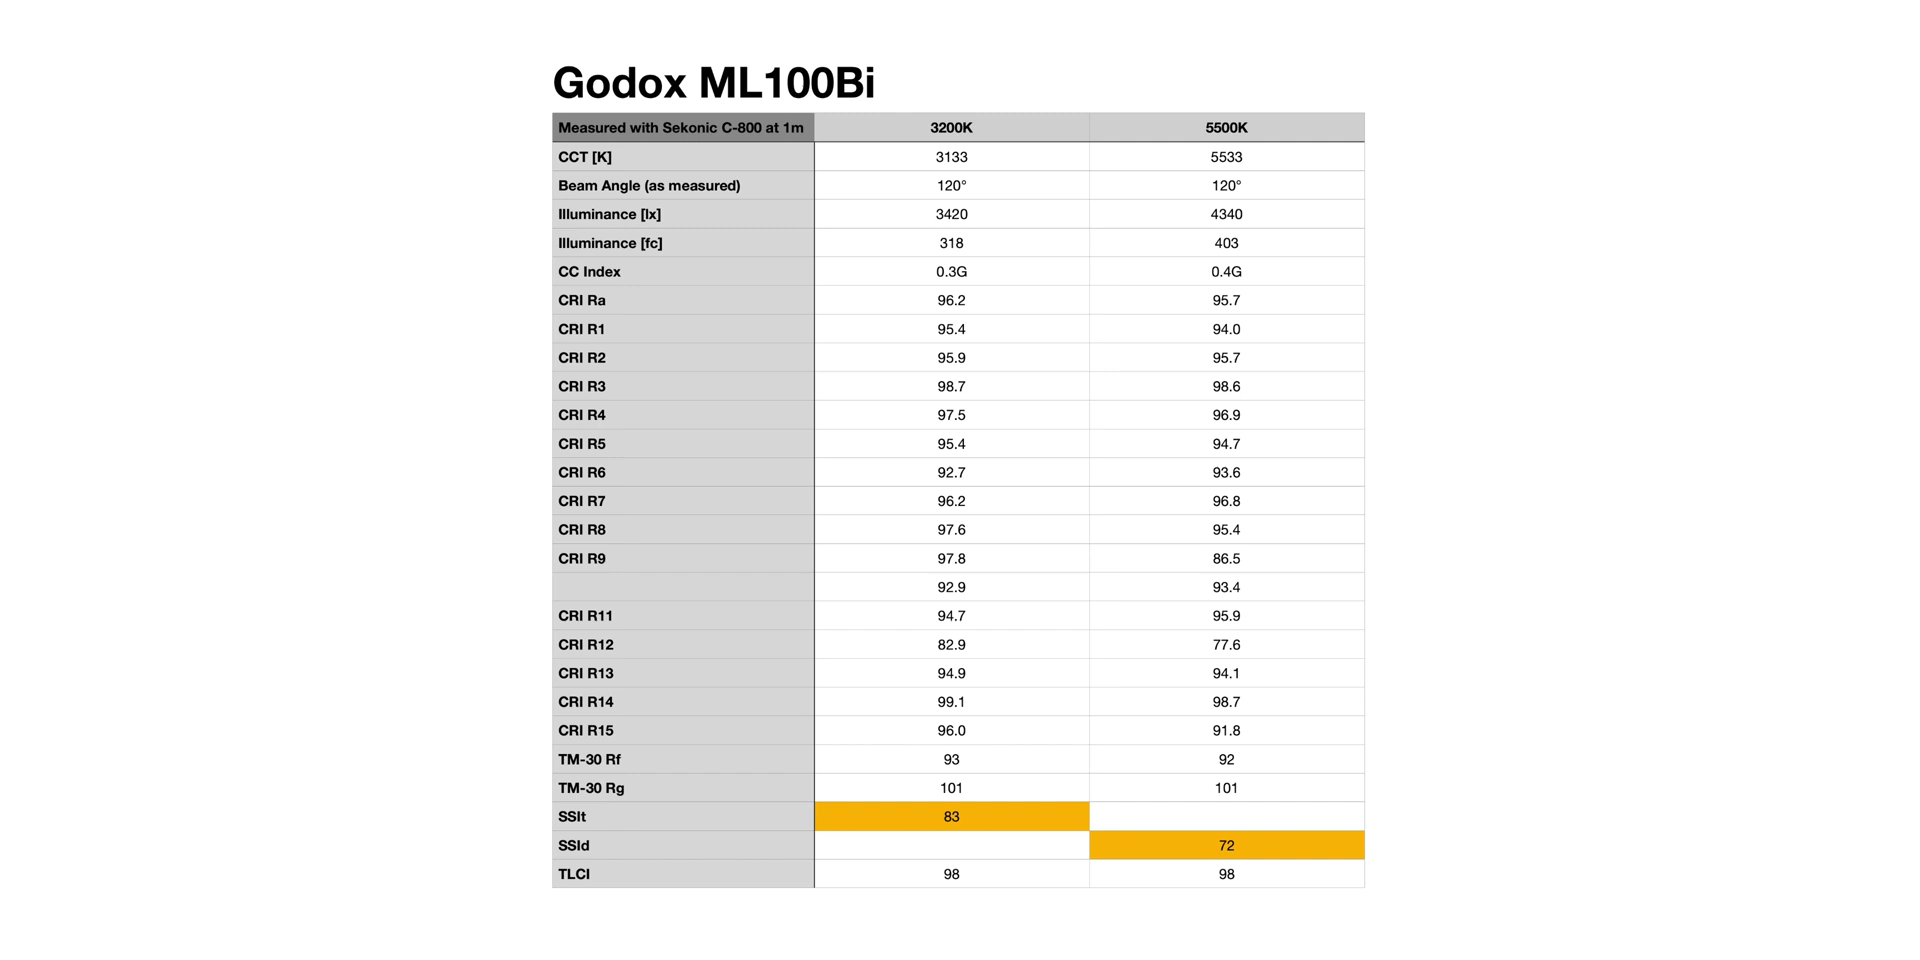 Godox ML100Bi
Measured with Sekonic C-800 at 1m 3200K 5500K
CCT [K] 3133 5533
Beam Angle (as measured) 120° 120°
Illuminance [lx] 3420 4340
Illuminance [fc] 318 403
CC Index 0.3G 0.4G
CRI Ra 96.2 95.7
CRI R1 95.4 94.0
CRI R2 95.9 95.7
CRI R3 98.7 98.6
CRI R4 97.5 96.9
CRI R5 95.4 94.7
CRI R6 92.7 93.6
CRI R7 96.2 96.8
CRI R8 97.6 95.4
CRI R9 97.8 86.5
92.9 93.4
CRI R11 94.7 95.9
CRI R12 82.9 77.6
CRI R13 94.9 94.1
CRI R14 99.1 98.7
CRI R15 96.0 91.8
TM-30 Rf 93 92
TM-30 Rg 101 101
SSIt 83
SSId 72
TLCI 98 98